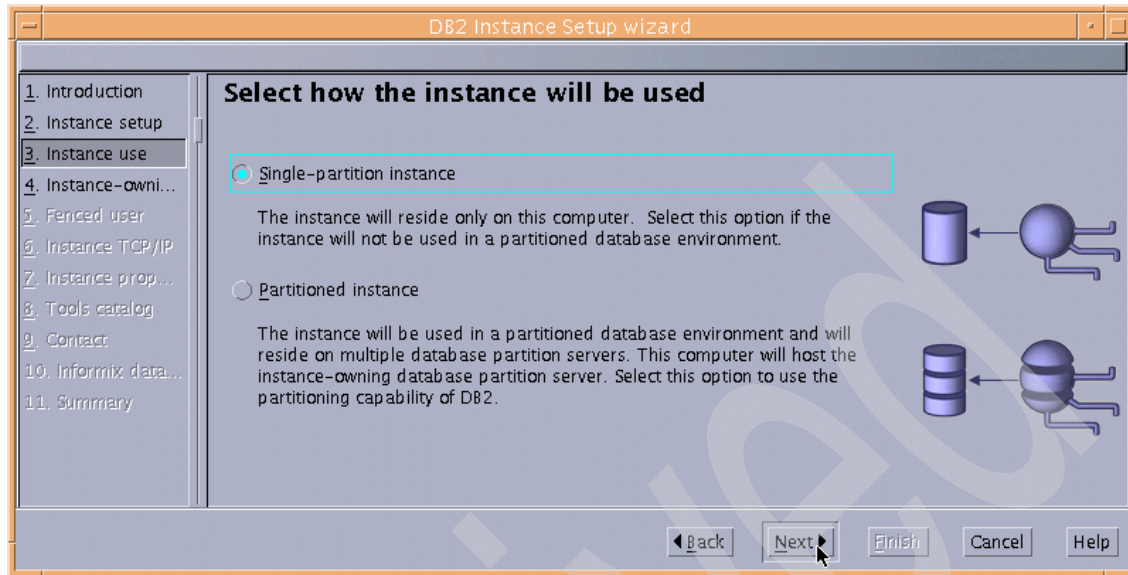 DB2 Instance Setup wizard
1. Introduction
2. Instance setup
3. Instance use
4. Instance-owni...
5. Fenced user
6. Instance TCP/IP
7. Instance prop...
8. Tools catalog
9. Contact
10. Informix data...
11. Summary
Select how the instance will be used
Single-partition instance
The instance will reside only on this computer. Select this option if the
instance will not be used in a partitioned database environment.
Partitioned instance
The instance will be used in a partitioned database environment and will
reside on multiple database partition servers. This computer will host the
instance-owning database partition server. Select this option to use the
partitioning capability of DB2.
Back
Next
Finish
Cancel
Help